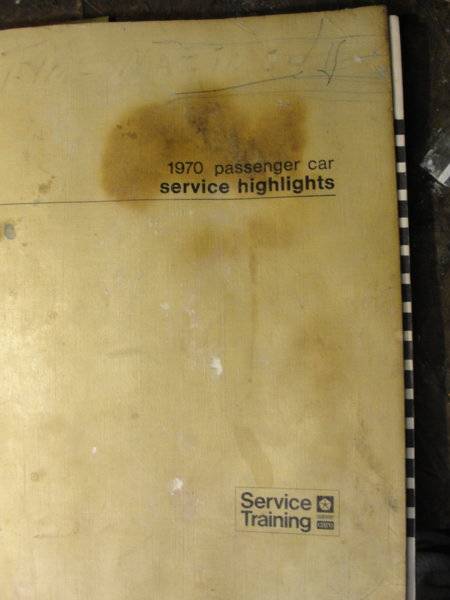 1970 passenger car
service highlights
Service
Training